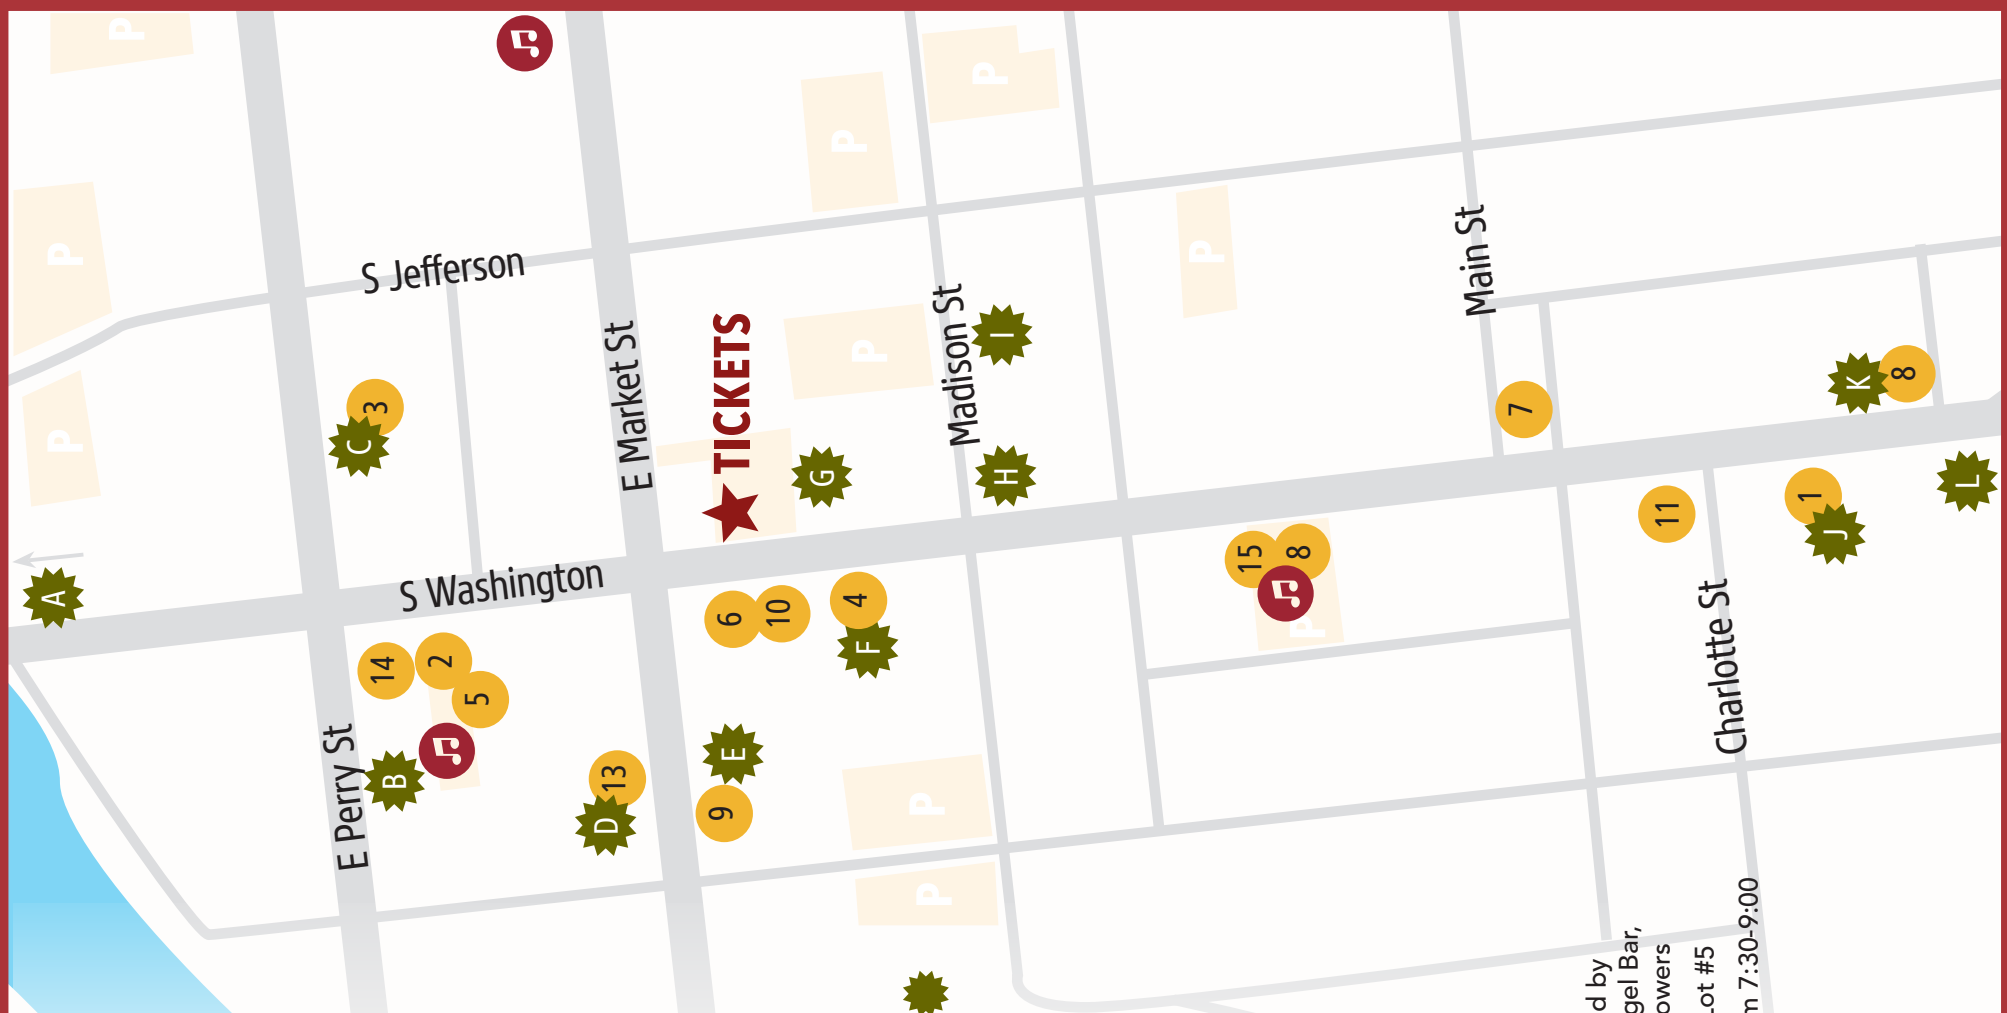 P
P
P
P
P
P
P
P
P
P
P
S Jefferson
S Washington
E Perry St
E Market St
Madison St
Main St
Charlotte St
TICKETS
A
B
C
D
E
F
G
H
I
J
K
L
3
14
2
5
13
6
10
4
9
15
8
7
11
1
8
d by
gel Bar,
owers
Lot #5
m 7:30-9:00